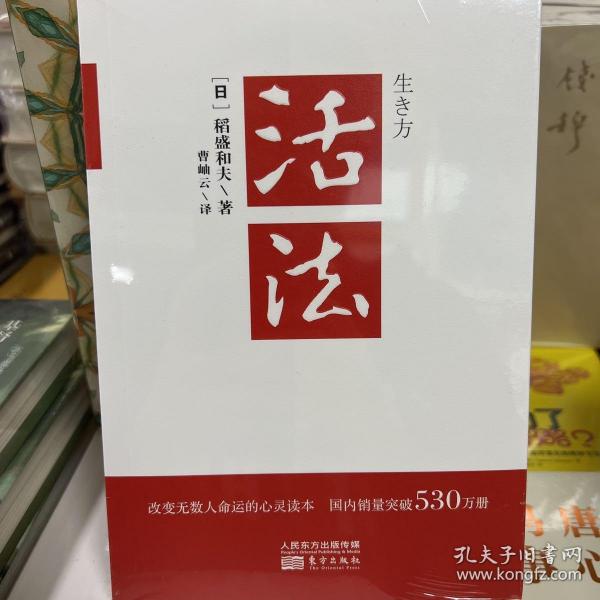 生き方
活
法
[日] 稻盛和夫\著
曹岫云\译
改变无数人命运的心灵读本 国内销量突破530万册
人民东方出版传媒
People's Oriental Publishing & Media
东方出版社
The Oriental Press
孔夫子旧书网
www.kongfz.com
唐
心